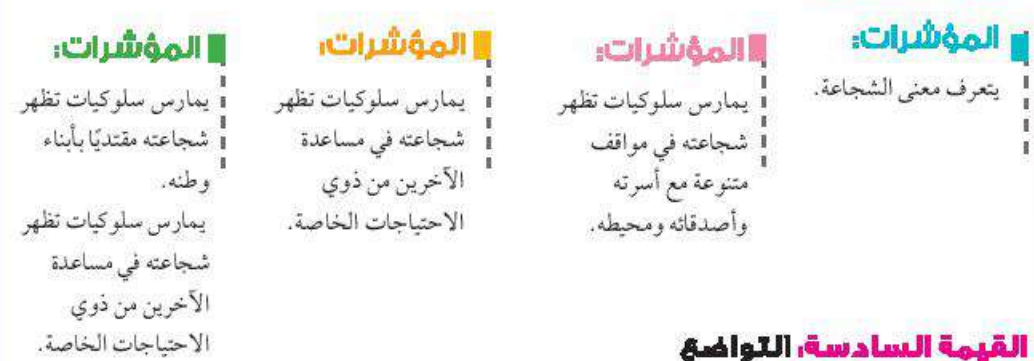 المؤشرات:
يتعرف معنى الشجاعة.
المؤشرات:
يمارس سلوكيات تظهر
شجاعته في مواقف
متنوعة مع أسرته
وأصدقائه ومحيطه.
المؤشرات:
يمارس سلوكيات تظهر
شجاعته في مساعدة
الآخرين من ذوي
الاحتياجات الخاصة.
المؤشرات:
يمارس سلوكيات تظهر
شجاعته مقتديًا بأبناء
وطنه.
يمارس سلوكيات تظهر
شجاعته في مساعدة
الآخرين من ذوي
الاحتياجات الخاصة.
القيمة السادسة: التواضع